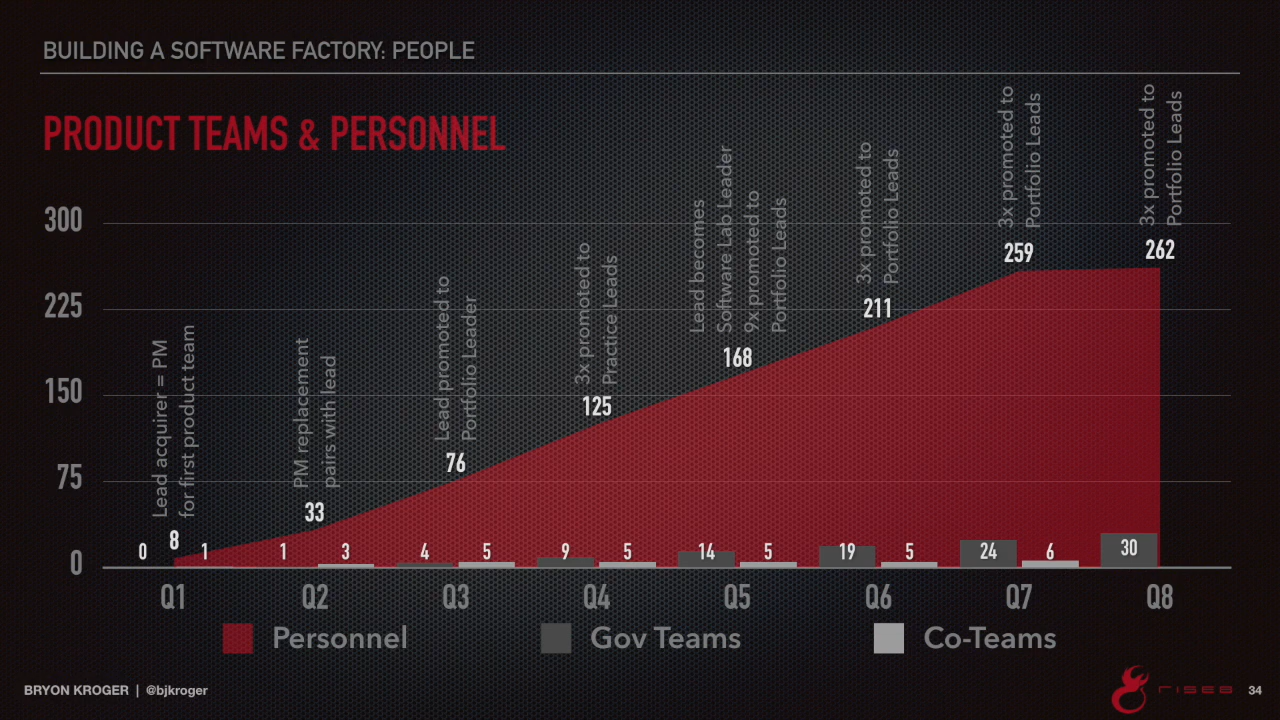 BUILDING A SOFTWARE FACTORY: PEOPLE
PRODUCT TEAMS & PERSONNEL
300
225
150
75
0
Lead acquirer = PM
for first product team
PM replacement
pairs with lead
Lead promoted to
Portfolio Leader
3x promoted to
Practice Leads
Lead becomes
Software Lab Leader
9x promoted to
Portfolio Leads
3x promoted to
Portfolio Leads
3x promoted to
Portfolio Leads
3x promoted to
Portfolio Leads
8
33
76
125
168
211
259
262
0 1 1 3 4 5 9 5 14 5 19 5 24 6 30
Q1 Q2 Q3 Q4 Q5 Q6 Q7 Q8
Personnel Gov Teams Co-Teams
BRYON KROGER | @bjkroger
RISE8
34